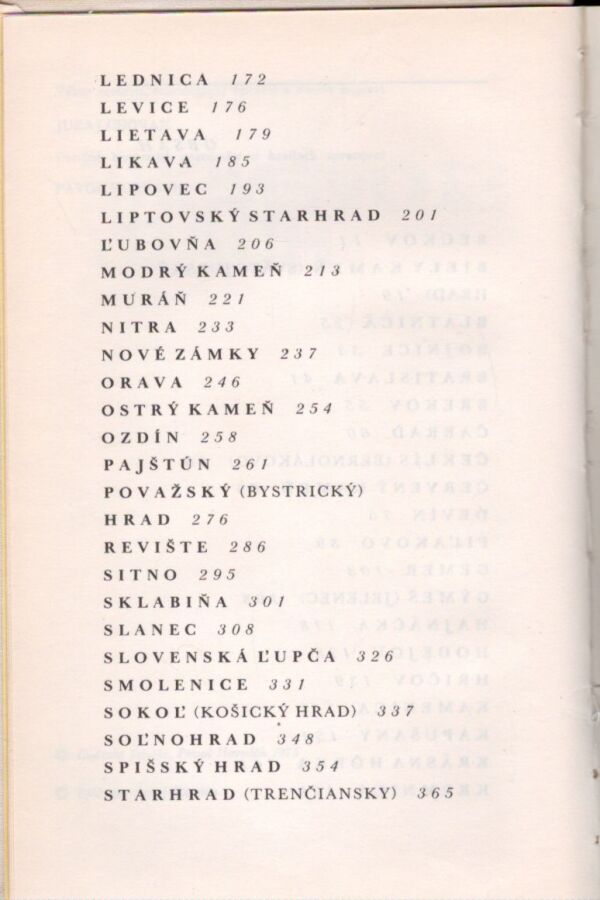 LEDNICA 172
LEVICE 176
LIETAVA 179
LIKAVA 185
LIPOVEC 193
LIPTOVSKÝ STARHRAD 201
ĽUBOVŇA 206
MODRÝ KAMEŇ 213
MURÁŇ 221
NITRA 233
NOVÉ ZÁMKY 237
ORAVA 246
OSTRÝ KAMEŇ 254
OZDÍN 258
PAJŠTÚN 261
POVAŽSKÝ (BYSTRICKÝ)
HRAD 276
REVIŠTE 286
SITNO 295
SKLABIŇA 301
SLANEC 308
SLOVENSKÁ ĽUPČA 326
SMOLENICE 331
SOKOĽ (KOŠICKÝ HRAD) 337
SOĽNOHRAD 348
SPIŠSKÝ HRAD 354
STARHRAD (TRENČIANSKY) 365